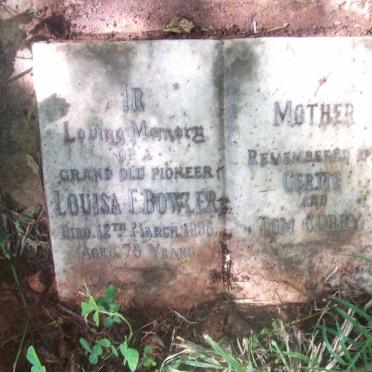 IN
Loving Memory
OF A
GRAND OLD PIONEER
LOUISA F. BOWLER
DIED 12TH MARCH 1936
AGED 75 YEARS
MOTHER
REMEMBERED BY
GERTIE
AND
TOM CURRY